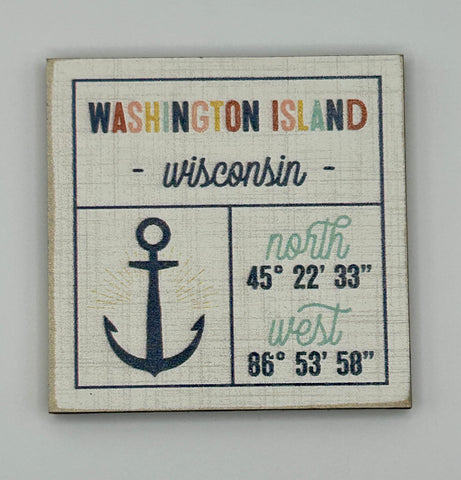 WASHINGTON ISLAND
- wisconsin -
north
45° 22' 33"
west
86° 53' 58"